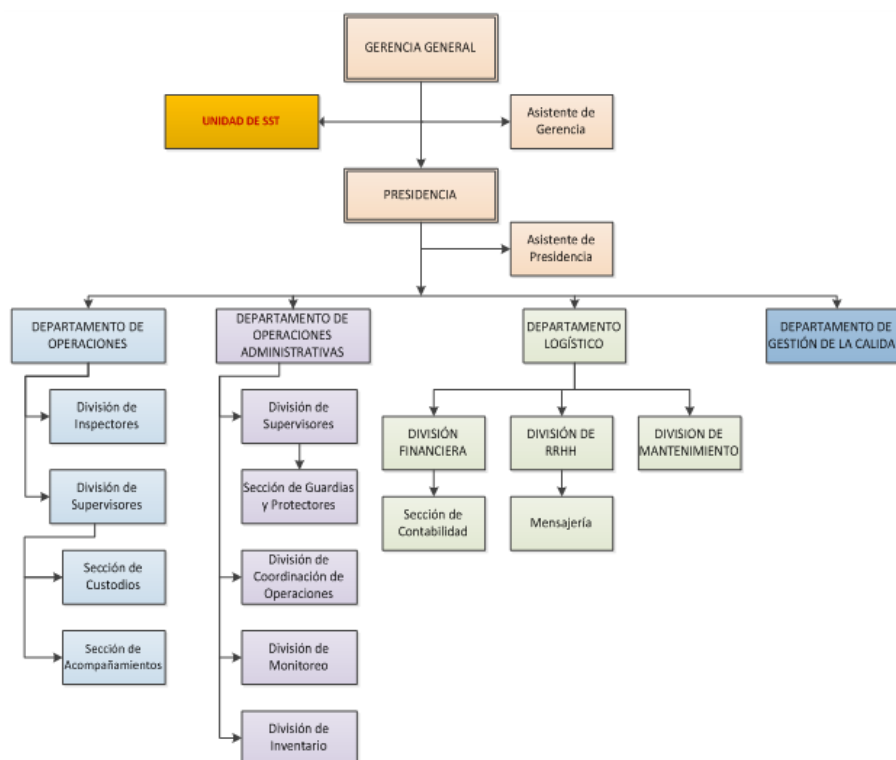 GERENCIA GENERAL
UNIDAD DE SST
Asistente de
Gerencia
PRESIDENCIA
Asistente de
Presidencia
DEPARTAMENTO DE
OPERACIONES
DEPARTAMENTO DE
OPERACIONES
ADMINISTRATIVAS
DEPARTAMENTO
LOGÍSTICO
DEPARTAMENTO DE
GESTIÓN DE LA CALIDA
División de
Inspectores
División de
Supervisores
Sección de
Custodios
Sección de
Acompañamientos
División de
Supervisores
Sección de Guardias
y Protectores
División de
Coordinación de
Operaciones
División de
Monitoreo
División de
Inventario
DIVISIÓN
FINANCIERA
Sección de
Contabilidad
DIVISIÓN DE
RRHH
Mensajería
DIVISION DE
MANTENIMIENTO